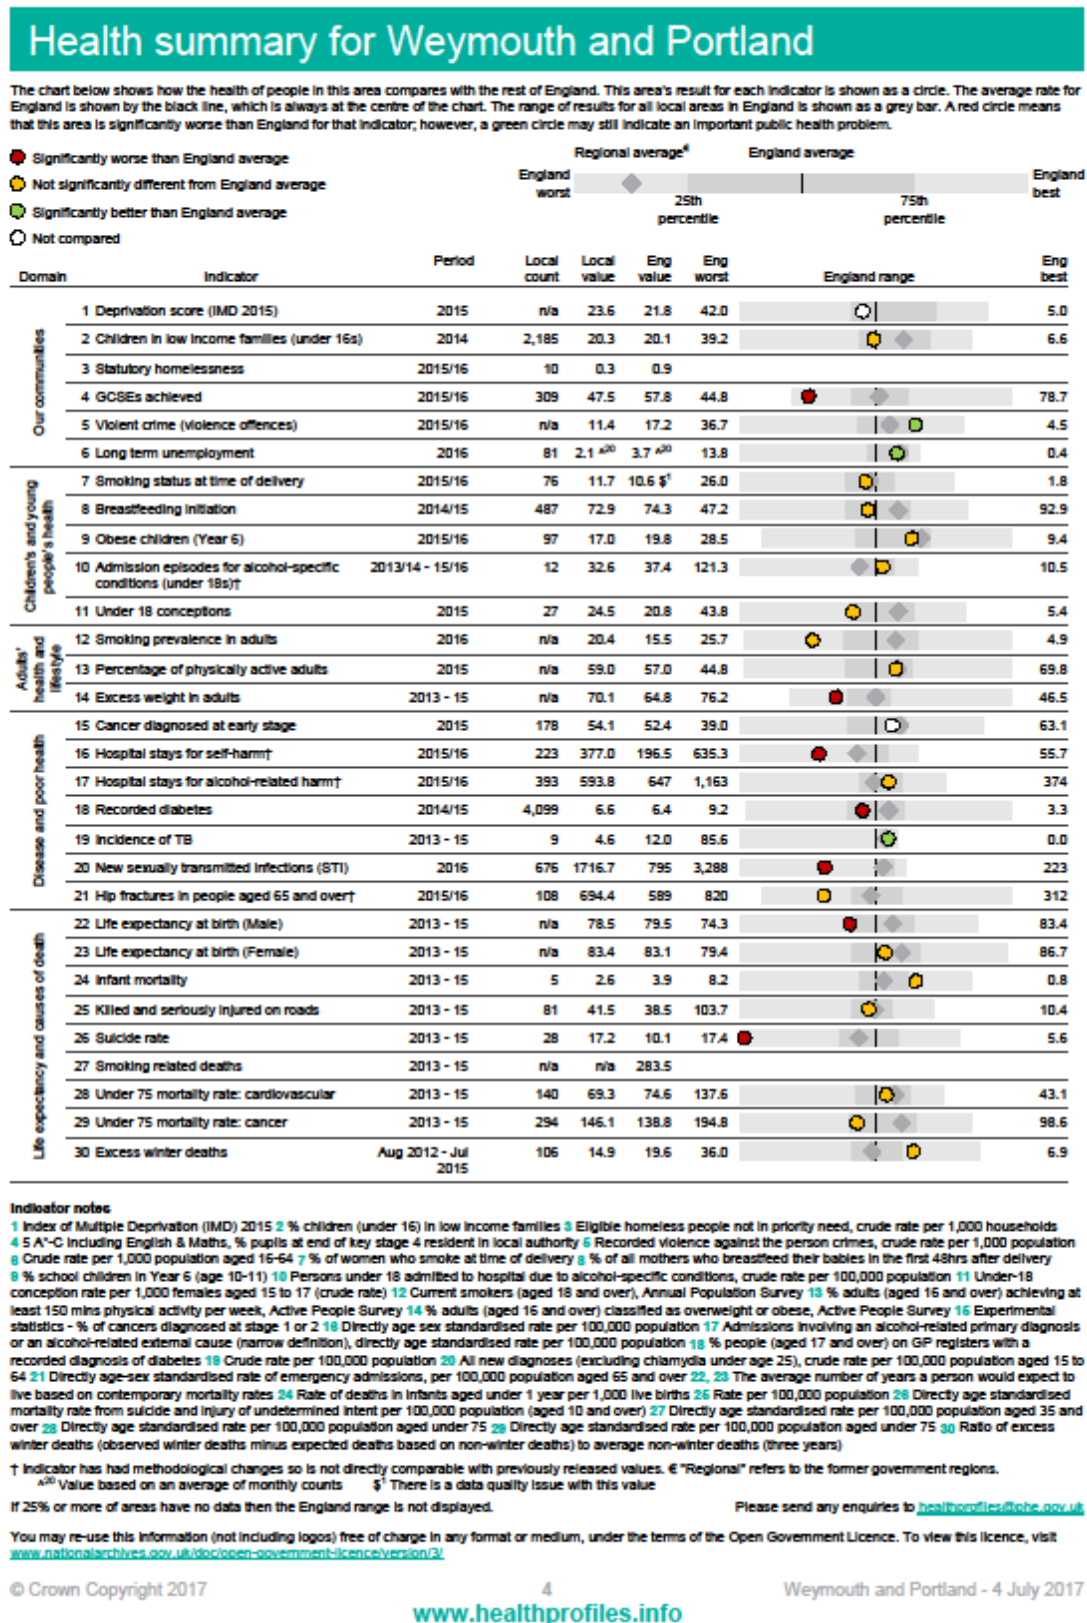 Health summary for Weymouth and Portland
The chart below shows how the health of people in this area compares with the rest of England. This area's result for each indicator is shown as a circle. The average rate for
England is shown by the black line, which is always at the centre of the chart. The range of results for all local areas in England is shown as a grey bar. A red circle means
that this area is significantly worse than England for that indicator; however, a green circle may still indicate an important public health problem.
Significantly worse than England average
Not significantly different from England average
Significantly better than England average
Not compared
Regional average€ England average
England worst England best
25th percentile 75th percentile
Domain Indicator Period Local count Local value Eng value Eng worst England range Eng best
Our communities
1 Deprivation score (IMD 2015) 2015 n/a 23.6 21.8 42.0 5.0
2 Children in low income families (under 16s) 2014 2,185 20.3 20.1 39.2 6.6
3 Statutory homelessness 2015/16 10 0.3 0.9
4 GCSEs achieved 2015/16 309 47.5 57.8 44.8 78.7
5 Violent crime (violence offences) 2015/16 n/a 11.4 17.2 36.7 4.5
6 Long term unemployment 2016 81 2.1 ^20 3.7 ^20 13.8 0.4
Children's and young people's health
7 Smoking status at time of delivery 2015/16 76 11.7 10.6 $1 26.0 1.8
8 Breastfeeding initiation 2014/15 487 72.9 74.3 47.2 92.9
9 Obese children (Year 6) 2015/16 97 17.0 19.8 28.5 9.4
10 Admission episodes for alcohol-specific 2013/14 - 15/16 12 32.6 37.4 121.3 10.5
conditions (under 18s)†
11 Under 18 conceptions 2015 27 24.5 20.8 43.8 5.4
Adults' health and lifestyle
12 Smoking prevalence in adults 2016 n/a 20.4 15.5 25.7 4.9
13 Percentage of physically active adults 2015 n/a 59.0 57.0 44.8 69.8
14 Excess weight in adults 2013 - 15 n/a 70.1 64.8 76.2 46.5
Disease and poor health
15 Cancer diagnosed at early stage 2015 178 54.1 52.4 39.0 63.1
16 Hospital stays for self-harm† 2015/16 223 377.0 196.5 635.3 55.7
17 Hospital stays for alcohol-related harm† 2015/16 393 593.8 647 1,163 374
18 Recorded diabetes 2014/15 4,099 6.6 6.4 9.2 3.3
19 Incidence of TB 2013 - 15 9 4.6 12.0 85.6 0.0
20 New sexually transmitted infections (STI) 2016 676 1716.7 795 3,288 223
21 Hip fractures in people aged 65 and over† 2015/16 108 694.4 589 820 312
Life expectancy and causes of death
22 Life expectancy at birth (Male) 2013 - 15 n/a 78.5 79.5 74.3 83.4
23 Life expectancy at birth (Female) 2013 - 15 n/a 83.4 83.1 79.4 86.7
24 Infant mortality 2013 - 15 5 2.6 3.9 8.2 0.8
25 Killed and seriously injured on roads 2013 - 15 81 41.5 38.5 103.7 10.4
26 Suicide rate 2013 - 15 28 17.2 10.1 17.4 5.6
27 Smoking related deaths 2013 - 15 n/a n/a 283.5
28 Under 75 mortality rate: cardiovascular 2013 - 15 140 69.3 74.6 137.6 43.1
29 Under 75 mortality rate: cancer 2013 - 15 294 146.1 138.8 194.8 98.6
30 Excess winter deaths Aug 2012 - Jul 2015 106 14.9 19.6 36.0 6.9
Indicator notes
1 Index of Multiple Deprivation (IMD) 2015 2 % children (under 16) in low income families 3 Eligible homeless people not in priority need, crude rate per 1,000 households
4 5 A*-C including English & Maths, % pupils at end of key stage 4 resident in local authority 5 Recorded violence against the person crimes, crude rate per 1,000 population
6 Crude rate per 1,000 population aged 16-64 7 % of women who smoke at time of delivery 8 % of all mothers who breastfeed their babies in the first 48hrs after delivery
9 % school children in Year 6 (age 10-11) 10 Persons under 18 admitted to hospital due to alcohol-specific conditions, crude rate per 100,000 population 11 Under-18
conception rate per 1,000 females aged 15 to 17 (crude rate) 12 Current smokers (aged 18 and over), Annual Population Survey 13 % adults (aged 16 and over) achieving at
least 150 mins physical activity per week, Active People Survey 14 % adults (aged 16 and over) classified as overweight or obese, Active People Survey 15 Experimental
statistics - % of cancers diagnosed at stage 1 or 2 16 Directly age sex standardised rate per 100,000 population 17 Admissions involving an alcohol-related primary diagnosis
or an alcohol-related external cause (narrow definition), directly age standardised rate per 100,000 population 18 % people (aged 17 and over) on GP registers with a
recorded diagnosis of diabetes 19 Crude rate per 100,000 population 20 All new diagnoses (excluding chlamydia under age 25), crude rate per 100,000 population aged 15 to
64 21 Directly age-sex standardised rate of emergency admissions, per 100,000 population aged 65 and over 22, 23 The average number of years a person would expect to
live based on contemporary mortality rates 24 Rate of deaths in infants aged under 1 year per 1,000 live births 25 Rate per 100,000 population 26 Directly age standardised
mortality rate from suicide and injury of undetermined intent per 100,000 population (aged 10 and over) 27 Directly age standardised rate per 100,000 population aged 35 and
over 28 Directly age standardised rate per 100,000 population aged under 75 29 Directly age standardised rate per 100,000 population aged under 75 30 Ratio of excess
winter deaths (observed winter deaths minus expected deaths based on non-winter deaths) to average non-winter deaths (three years)
† Indicator has had methodological changes so is not directly comparable with previously released values. € "Regional" refers to the former government regions.
^20 Value based on an average of monthly counts $1 There is a data quality issue with this value
If 25% or more of areas have no data then the England range is not displayed. Please send any enquiries to healthprofiles@phe.gov.uk
You may re-use this information (not including logos) free of charge in any format or medium, under the terms of the Open Government Licence. To view this licence, visit
www.nationalarchives.gov.uk/doc/open-government-licence/version/3/
© Crown Copyright 2017 4 Weymouth and Portland - 4 July 2017
www.healthprofiles.info